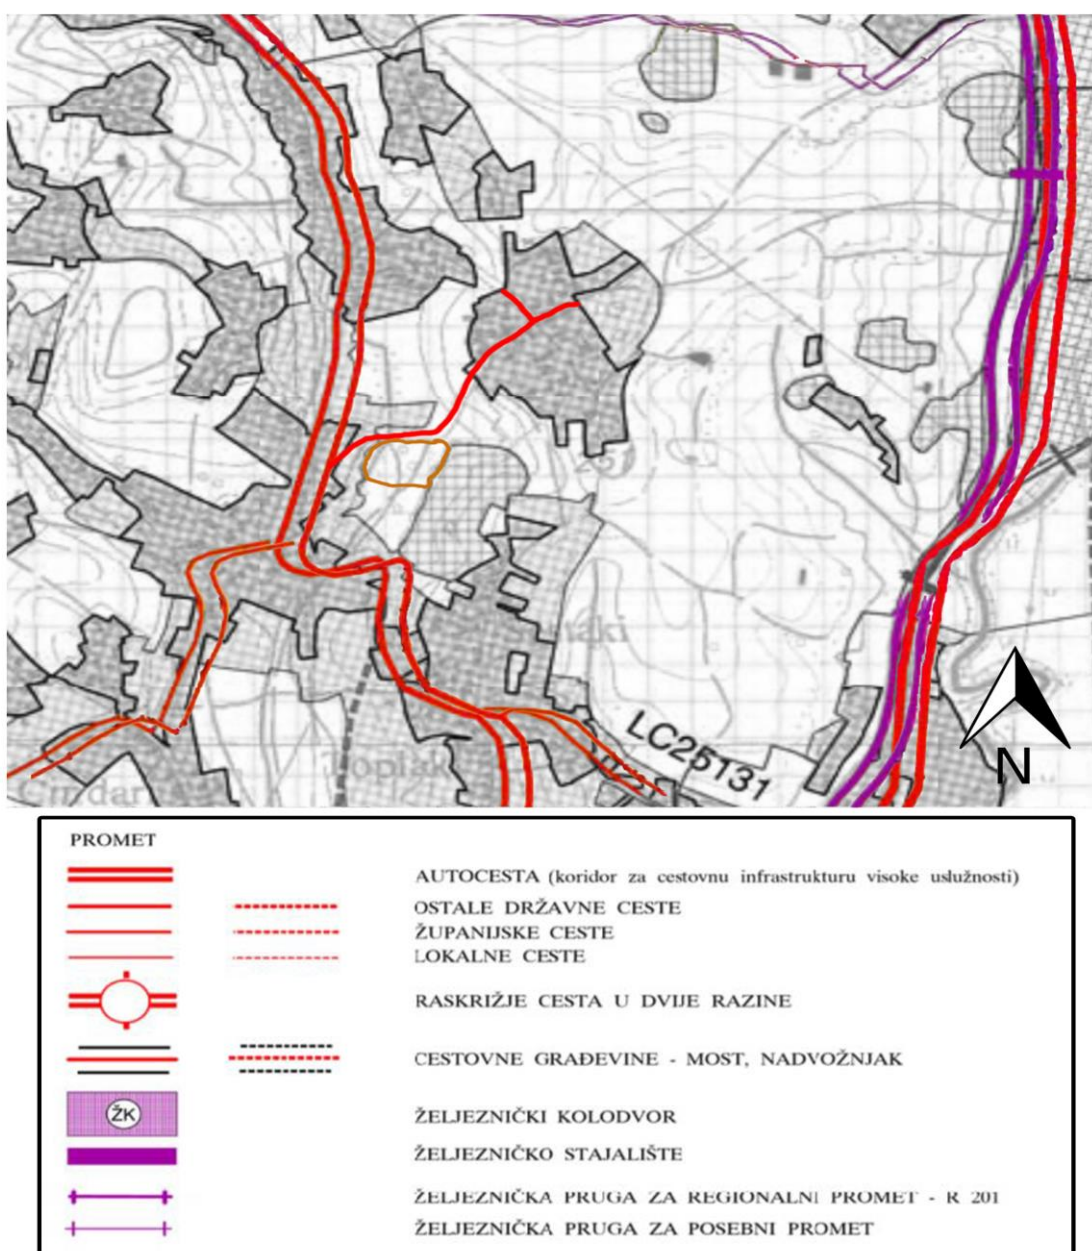 LC25131
N
PROMET
AUTOCESTA (koridor za cestovnu infrastrukturu visoke uslužnosti)
OSTALE DRŽAVNE CESTE
ŽUPANIJSKE CESTE
LOKALNE CESTE
RASKRIŽJE CESTA U DVIJE RAZINE
CESTOVNE GRAĐEVINE - MOST, NADVOŽNJAK
ŽK
ŽELJEZNIČKI KOLODVOR
ŽELJEZNIČKO STAJALIŠTE
ŽELJEZNIČKA PRUGA ZA REGIONALNI PROMET - R 201
ŽELJEZNIČKA PRUGA ZA POSEBNI PROMET